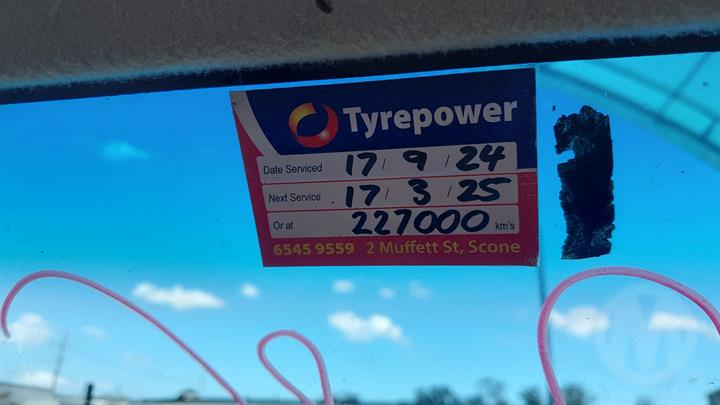 Tyrepower
Date Serviced 17 / 9 / 24
Next Service 17 / 3 / 25
Or at 227000 km's
6545 9559 2 Muffett St, Scone